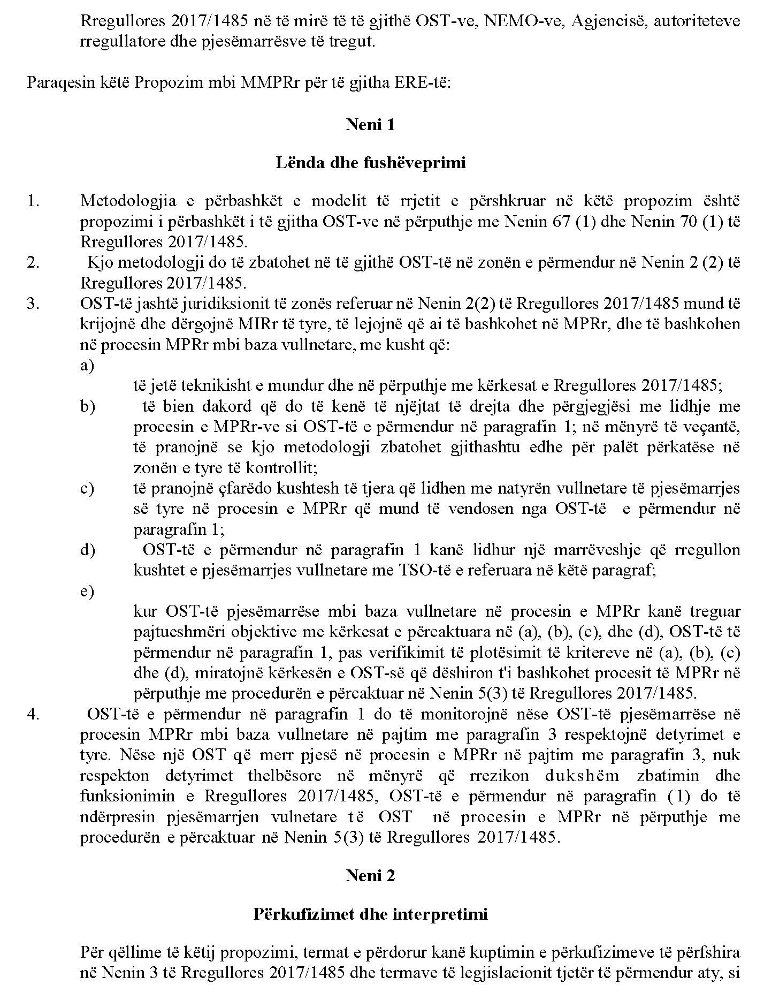 Rregullores 2017/1485 në të mirë të të gjithë OST-ve, NEMO-ve, Agjencisë, autoriteteve
rregullatore dhe pjesëmarrësve të tregut.
Paraqesin këtë Propozim mbi MMPRr për të gjitha ERE-të:
Neni 1
Lënda dhe fushëveprimi
1. Metodologjia e përbashkët e modelit të rrjetit e përshkruar në këtë propozim është
propozimi i përbashkët i të gjitha OST-ve në përputhje me Nenin 67 (1) dhe Nenin 70 (1) të
Rregullores 2017/1485.
2. Kjo metodologji do të zbatohet në të gjithë OST-të në zonën e përmendur në Nenin 2 (2) të
Rregullores 2017/1485.
3. OST-të jashtë juridiksionit të zonës referuar në Nenin 2(2) të Rregullores 2017/1485 mund të
krijojnë dhe dërgojnë MIRr të tyre, të lejojnë që ai të bashkohet në MPRr, dhe të bashkohen
në procesin MPRr mbi baza vullnetare, me kusht që:
a)
të jetë teknikisht e mundur dhe në përputhje me kërkesat e Rregullores 2017/1485;
b) të bien dakord që do të kenë të njëjtat të drejta dhe përgjegjësi me lidhje me
procesin e MPRr-ve si OST-të e përmendur në paragrafin 1; në mënyrë të veçantë,
të pranojnë se kjo metodologji zbatohet gjithashtu edhe për palët përkatëse në
zonën e tyre të kontrollit;
c) të pranojnë çfarëdo kushtesh të tjera që lidhen me natyrën vullnetare të pjesëmarrjes
së tyre në procesin e MPRr që mund të vendosen nga OST-të e përmendur në
paragrafin 1;
d) OST-të e përmendur në paragrafin 1 kanë lidhur një marrëveshje që rregullon
kushtet e pjesëmarrjes vullnetare me TSO-të e referuara në këtë paragraf;
e)
kur OST-të pjesëmarrëse mbi baza vullnetare në procesin e MPRr kanë treguar
pajtueshmëri objektive me kërkesat e përcaktuara në (a), (b), (c), dhe (d), OST-të të
përmendur në paragrafin 1, pas verifikimit të plotësimit të kritereve në (a), (b), (c)
dhe (d), miratojnë kërkesën e OST-së që dëshiron t'i bashkohet procesit të MPRr në
përputhje me procedurën e përcaktuar në Nenin 5(3) të Rregullores 2017/1485.
4. OST-të e përmendur në paragrafin 1 do të monitorojnë nëse OST-të pjesëmarrëse në
procesin MPRr mbi baza vullnetare në pajtim me paragrafin 3 respektojnë detyrimet e
tyre. Nëse një OST që merr pjesë në procesin e MPRr në pajtim me paragrafin 3, nuk
respekton detyrimet thelbësore në mënyrë që rrezikon dukshëm zbatimin dhe
funksionimin e Rregullores 2017/1485, OST-të e përmendur në paragrafin (1) do të
ndërpresin pjesëmarrjen vulnetare të OST në procesin e MPRr në përputhje me
procedurën e përcaktuar në Nenin 5(3) të Rregullores 2017/1485.
Neni 2
Përkufizimet dhe interpretimi
Për qëllime të këtij propozimi, termat e përdorur kanë kuptimin e përkufizimeve të përfshira
në Nenin 3 të Rregullores 2017/1485 dhe termave të legjislacionit tjetër të përmendur aty, si